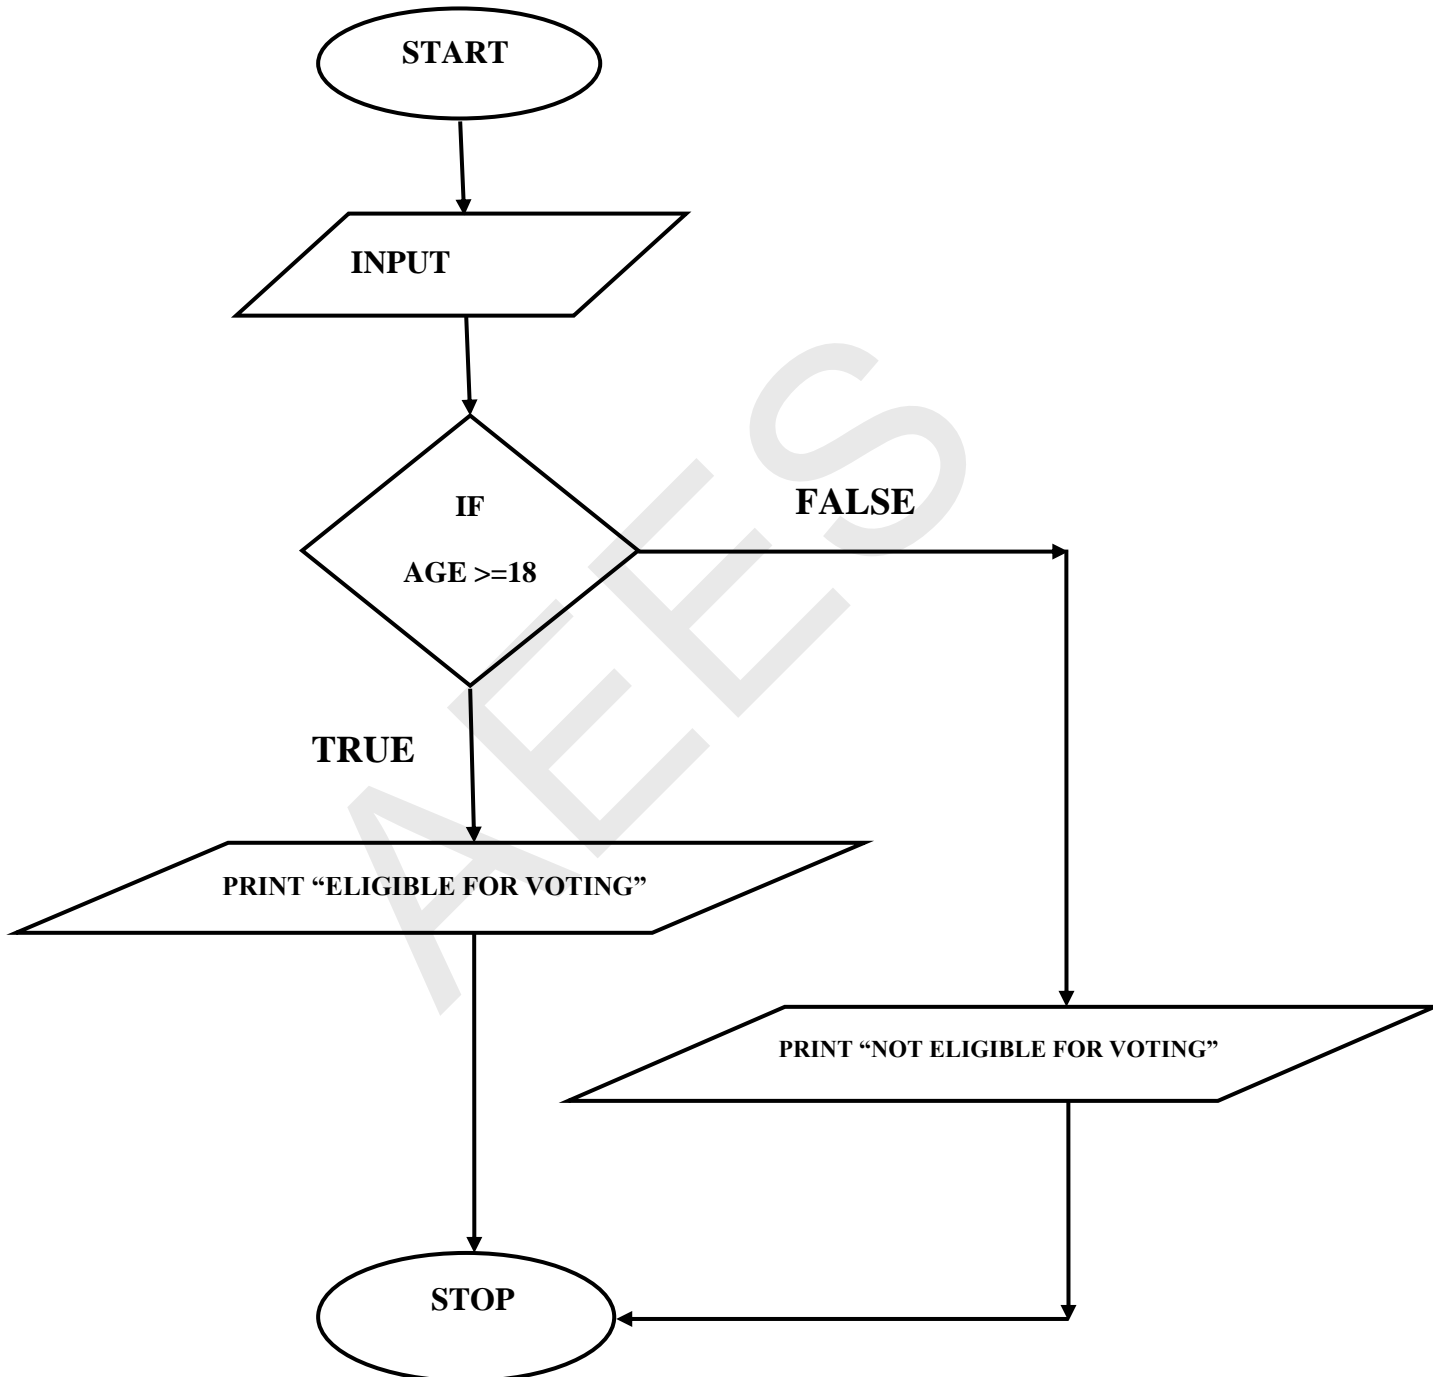 START
INPUT
IF
AGE >=18
FALSE
TRUE
PRINT “ELIGIBLE FOR VOTING”
PRINT “NOT ELIGIBLE FOR VOTING”
STOP
AEES